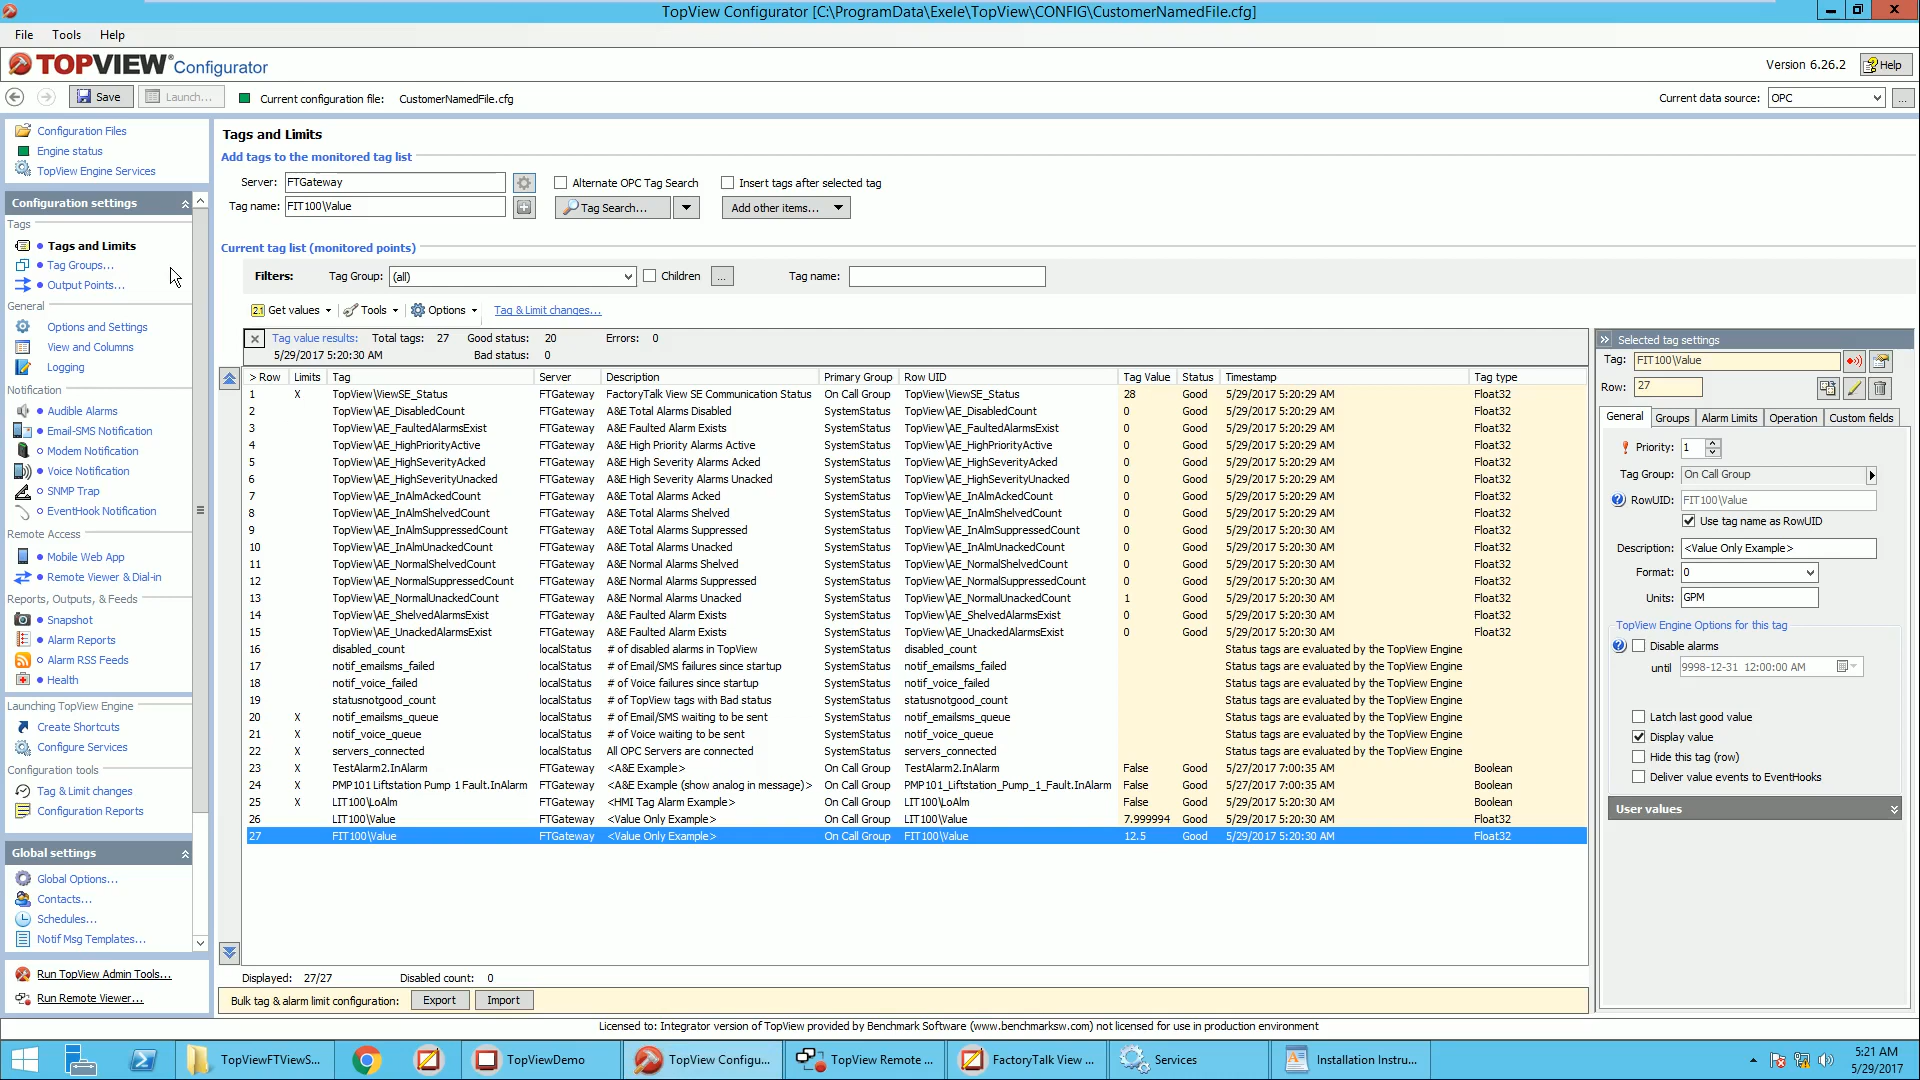 TopView Configurator [C:\ProgramData\Exele\TopView\CONFIG\CustomerNamedFile.cfg]
File Tools Help
TOPVIEW® Configurator
Version 6.26.2 Help
Save Launch... Current configuration file: CustomerNamedFile.cfg Current data source: OPC ...
Configuration Files
Engine status
TopView Engine Services
Configuration settings
Tags
Tags and Limits
Tag Groups...
Output Points...
General
Options and Settings
View and Columns
Logging
Notification
Audible Alarms
Email-SMS Notification
Modem Notification
Voice Notification
SNMP Trap
EventHook Notification
Remote Access
Mobile Web App
Remote Viewer & Dial-in
Reports, Outputs, & Feeds
Snapshot
Alarm Reports
Alarm RSS Feeds
Health
Launching TopView Engine
Create Shortcuts
Configure Services
Configuration tools
Tag & Limit changes
Configuration Reports
Global settings
Global Options...
Contacts...
Schedules...
Notif Msg Templates...
Run TopView Admin Tools...
Run Remote Viewer...
Tags and Limits
Add tags to the monitored tag list
Server: FTGateway Alternate OPC Tag Search Insert tags after selected tag
Tag name: FIT100\Value Tag Search... Add other items...
Current tag list (monitored points)
Filters: Tag Group: (all) Children ... Tag name:
2.1 Get values Tools Options Tag & Limit changes...
Tag value results: Total tags: 27 Good status: 20 Errors: 0
5/29/2017 5:20:30 AM Bad status: 0
> Row Limits Tag Server Description Primary Group Row UID Tag Value Status Timestamp Tag type
1 X TopView\ViewSE_Status FTGateway FactoryTalk View SE Communication Status On Call Group TopView\ViewSE_Status 28 Good 5/29/2017 5:20:29 AM Float32
2 TopView\AE_DisabledCount FTGateway A&E Total Alarms Disabled SystemStatus TopView\AE_DisabledCount 0 Good 5/29/2017 5:20:29 AM Float32
3 TopView\AE_FaultedAlarmsExist FTGateway A&E Faulted Alarm Exists SystemStatus TopView\AE_FaultedAlarmsExist 0 Good 5/29/2017 5:20:29 AM Float32
4 TopView\AE_HighPriorityActive FTGateway A&E High Priority Alarms Active SystemStatus TopView\AE_HighPriorityActive 0 Good 5/29/2017 5:20:29 AM Float32
5 TopView\AE_HighSeverityAcked FTGateway A&E High Severity Alarms Acked SystemStatus TopView\AE_HighSeverityAcked 0 Good 5/29/2017 5:20:29 AM Float32
6 TopView\AE_HighSeverityUnacked FTGateway A&E High Severity Alarms Unacked SystemStatus TopView\AE_HighSeverityUnacked 0 Good 5/29/2017 5:20:29 AM Float32
7 TopView\AE_InAlmAckedCount FTGateway A&E Total Alarms Acked SystemStatus TopView\AE_InAlmAckedCount 0 Good 5/29/2017 5:20:29 AM Float32
8 TopView\AE_InAlmShelvedCount FTGateway A&E Total Alarms Shelved SystemStatus TopView\AE_InAlmShelvedCount 0 Good 5/29/2017 5:20:29 AM Float32
9 TopView\AE_InAlmSuppressedCount FTGateway A&E Total Alarms Suppressed SystemStatus TopView\AE_InAlmSuppressedCount 0 Good 5/29/2017 5:20:30 AM Float32
10 TopView\AE_InAlmUnackedCount FTGateway A&E Total Alarms Unacked SystemStatus TopView\AE_InAlmUnackedCount 0 Good 5/29/2017 5:20:30 AM Float32
11 TopView\AE_NormalShelvedCount FTGateway A&E Normal Alarms Shelved SystemStatus TopView\AE_NormalShelvedCount 0 Good 5/29/2017 5:20:30 AM Float32
12 TopView\AE_NormalSuppressedCount FTGateway A&E Normal Alarms Suppressed SystemStatus TopView\AE_NormalSuppressedCount 0 Good 5/29/2017 5:20:30 AM Float32
13 TopView\AE_NormalUnackedCount FTGateway A&E Normal Alarms Unacked SystemStatus TopView\AE_NormalUnackedCount 1 Good 5/29/2017 5:20:30 AM Float32
14 TopView\AE_ShelvedAlarmsExist FTGateway A&E Faulted Alarm Exists SystemStatus TopView\AE_ShelvedAlarmsExist 0 Good 5/29/2017 5:20:30 AM Float32
15 TopView\AE_UnackedAlarmsExist FTGateway A&E Faulted Alarm Exists SystemStatus TopView\AE_UnackedAlarmsExist 0 Good 5/29/2017 5:20:30 AM Float32
16 disabled_count localStatus # of disabled alarms in TopView SystemStatus disabled_count Status tags are evaluated by the TopView Engine
17 notif_emailsms_failed localStatus # of Email/SMS failures since startup SystemStatus notif_emailsms_failed Status tags are evaluated by the TopView Engine
18 notif_voice_failed localStatus # of Voice failures since startup SystemStatus notif_voice_failed Status tags are evaluated by the TopView Engine
19 statusnotgood_count localStatus # of TopView tags with Bad status SystemStatus statusnotgood_count Status tags are evaluated by the TopView Engine
20 X notif_emailsms_queue localStatus # of Email/SMS waiting to be sent SystemStatus notif_emailsms_queue Status tags are evaluated by the TopView Engine
21 X notif_voice_queue localStatus # of Voice waiting to be sent SystemStatus notif_voice_queue Status tags are evaluated by the TopView Engine
22 X servers_connected localStatus All OPC Servers are connected SystemStatus servers_connected Status tags are evaluated by the TopView Engine
23 X TestAlarm2.InAlarm FTGateway <A&E Example> On Call Group TestAlarm2.InAlarm False Good 5/27/2017 7:00:35 AM Boolean
24 X PMP101 Liftstation Pump 1 Fault.InAlarm FTGateway <A&E Example (show analog in message)> On Call Group PMP101_Liftstation_Pump_1_Fault.InAlarm False Good 5/27/2017 7:00:35 AM Boolean
25 X LIT100\LoAlm FTGateway <HMI Tag Alarm Example> On Call Group LIT100\LoAlm False Good 5/29/2017 5:20:30 AM Boolean
26 LIT100\Value FTGateway <Value Only Example> On Call Group LIT100\Value 7.999994 Good 5/29/2017 5:20:30 AM Float32
27 FIT100\Value FTGateway <Value Only Example> On Call Group FIT100\Value 12.5 Good 5/29/2017 5:20:30 AM Float32
Displayed: 27/27 Disabled count: 0
Bulk tag & alarm limit configuration: Export Import
Selected tag settings
Tag: FIT100\Value
Row: 27
General Groups Alarm Limits Operation Custom fields
Priority: 1
Tag Group: On Call Group
RowUID: FIT100\Value
Use tag name as RowUID
Description: <Value Only Example>
Format: 0
Units: GPM
TopView Engine Options for this tag
Disable alarms
until 9998-12-31 12:00:00 AM
Latch last good value
Display value
Hide this tag (row)
Deliver value events to EventHooks
User values
Licensed to: Integrator version of TopView provided by Benchmark Software (www.benchmarksw.com) not licensed for use in production environment
TopViewFTViewS... TopViewDemo TopView Configu... TopView Remote ... FactoryTalk View ... Services Installation Instru...
5:21 AM
5/29/2017